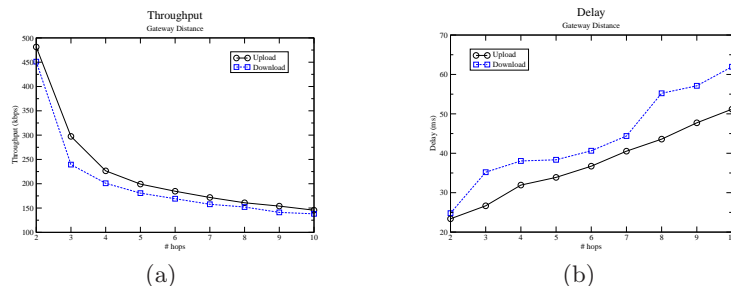 Throughput
Gateway Distance
500
450
400
350
300
250
200
150
100
Throughput (kbps)
Upload
Download
2 3 4 5 6 7 8 9 10
# hops
(a)
Delay
Gateway Distance
70
60
50
40
30
20
Delay (ms)
Upload
Download
2 3 4 5 6 7 8 9 10
# hops
(b)